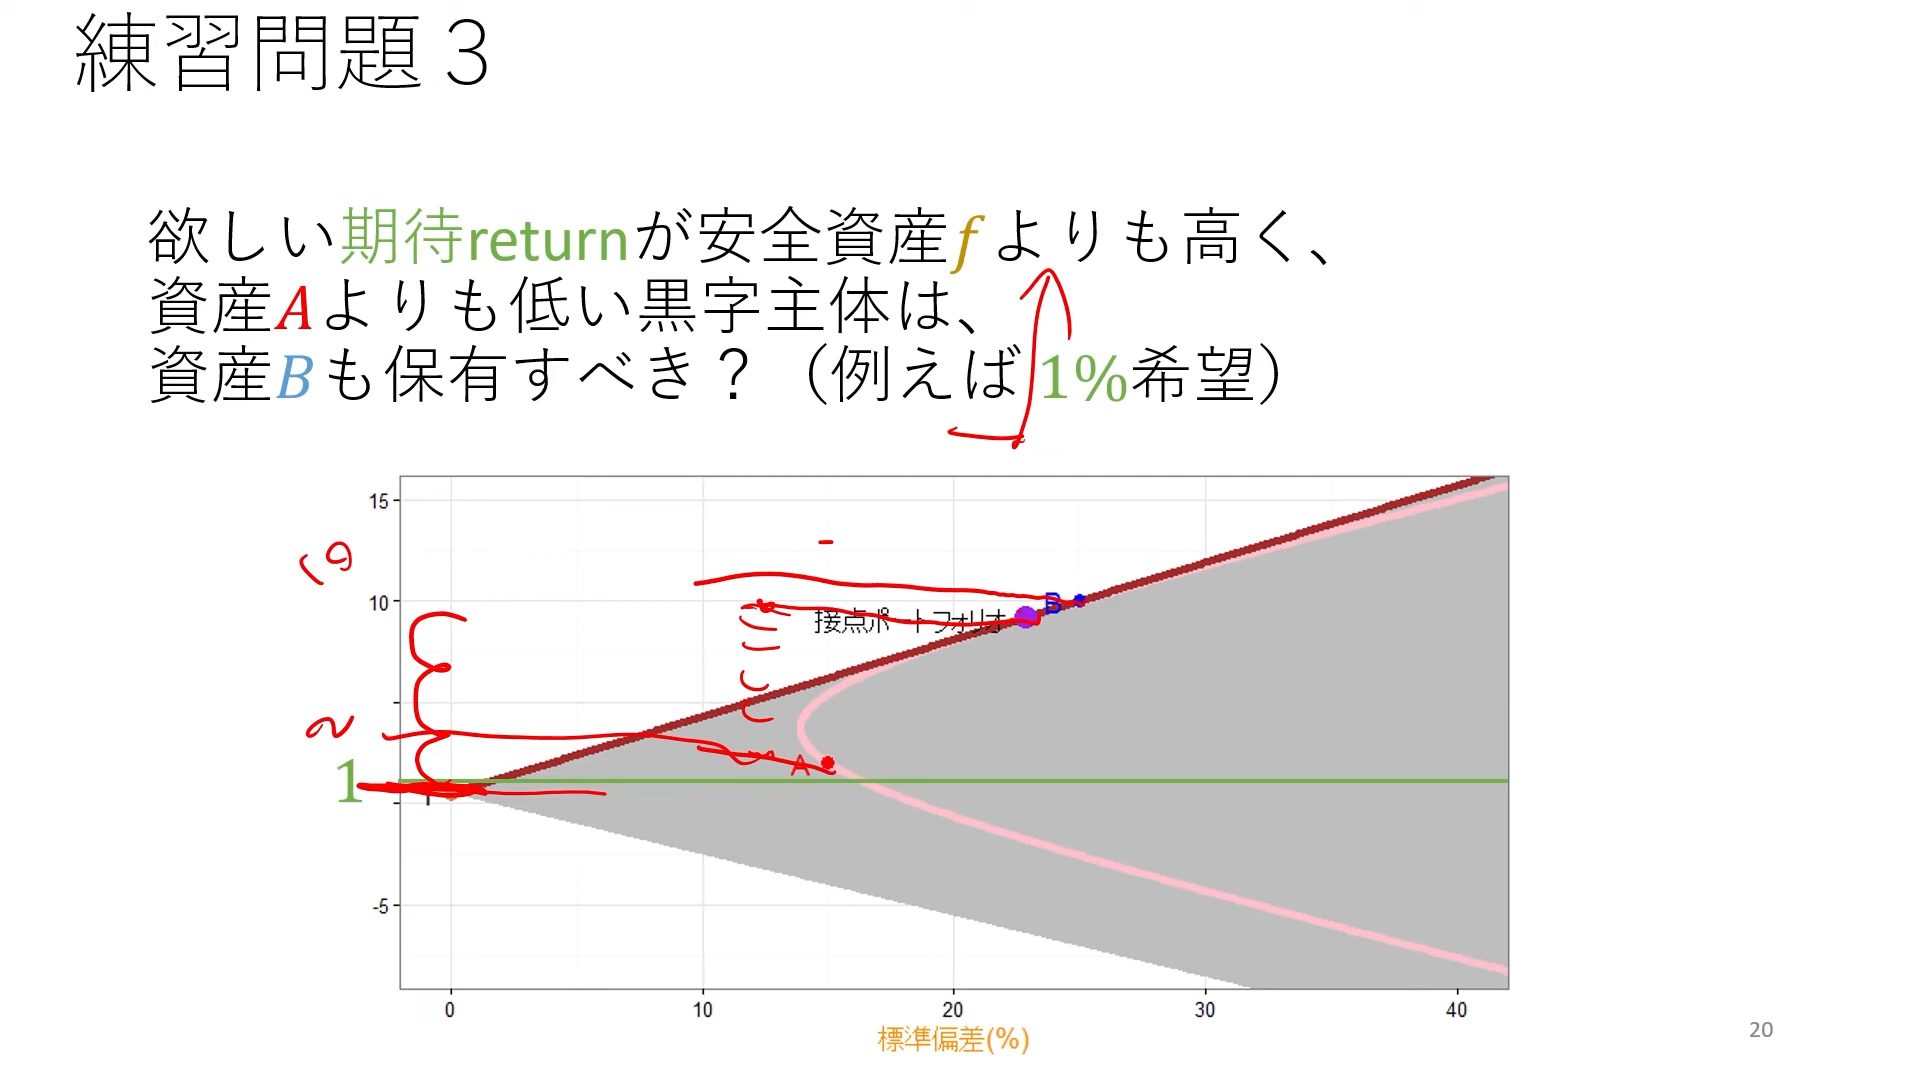 練習問題３
欲しい期待returnが安全資産fよりも高く、
資産Aよりも低い黒字主体は、
資産Bも保有すべき？（例えば1%希望）
15
10
10
B
接点ポートフォリオ
2
A
1
-5
0
10
20
30
40
標準偏差(%)
20